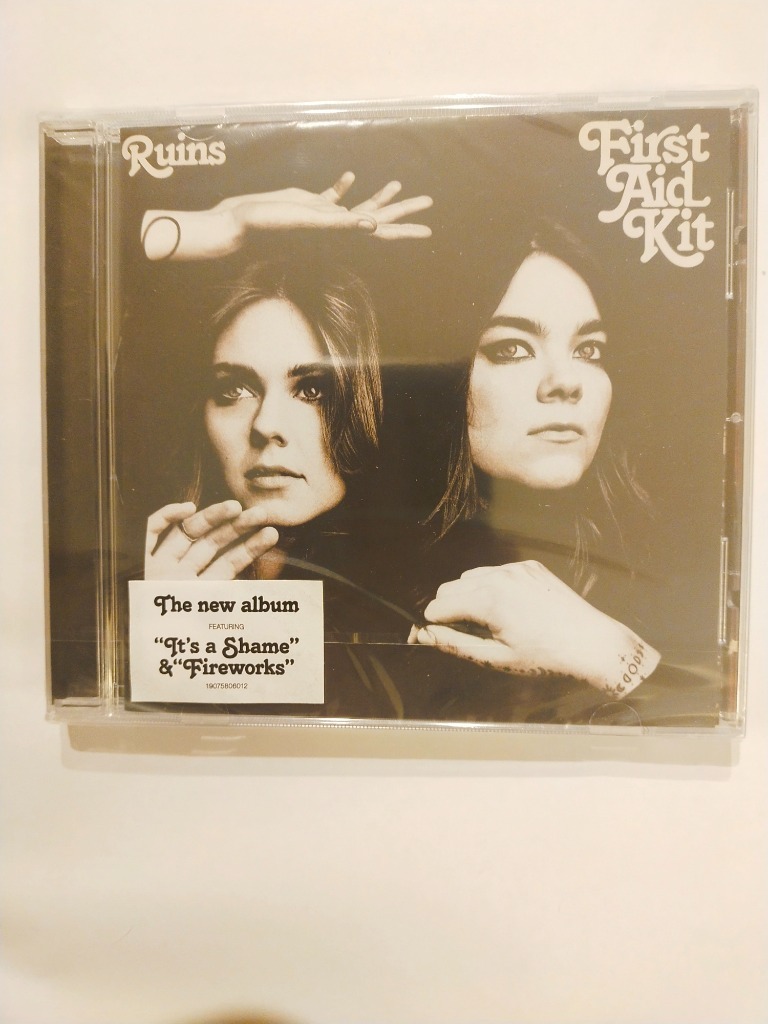 Ruins
First
Aid
Kit
The new album
FEATURING
“It's a Shame”
&“Fireworks”
19075806012